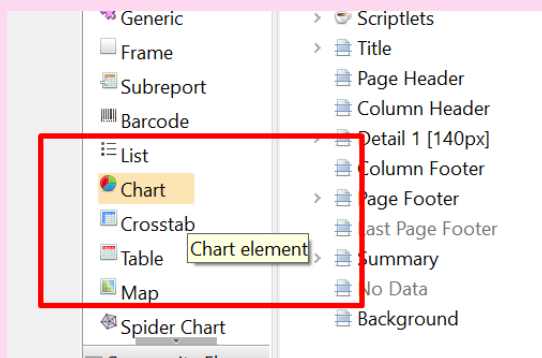 Generic
Frame
Subreport
Barcode
List
Chart
Crosstab
Chart element
Table
Map
Spider Chart
Scriptlets
Title
Page Header
Column Header
Detail 1 [140px]
Column Footer
Page Footer
Last Page Footer
Summary
No Data
Background